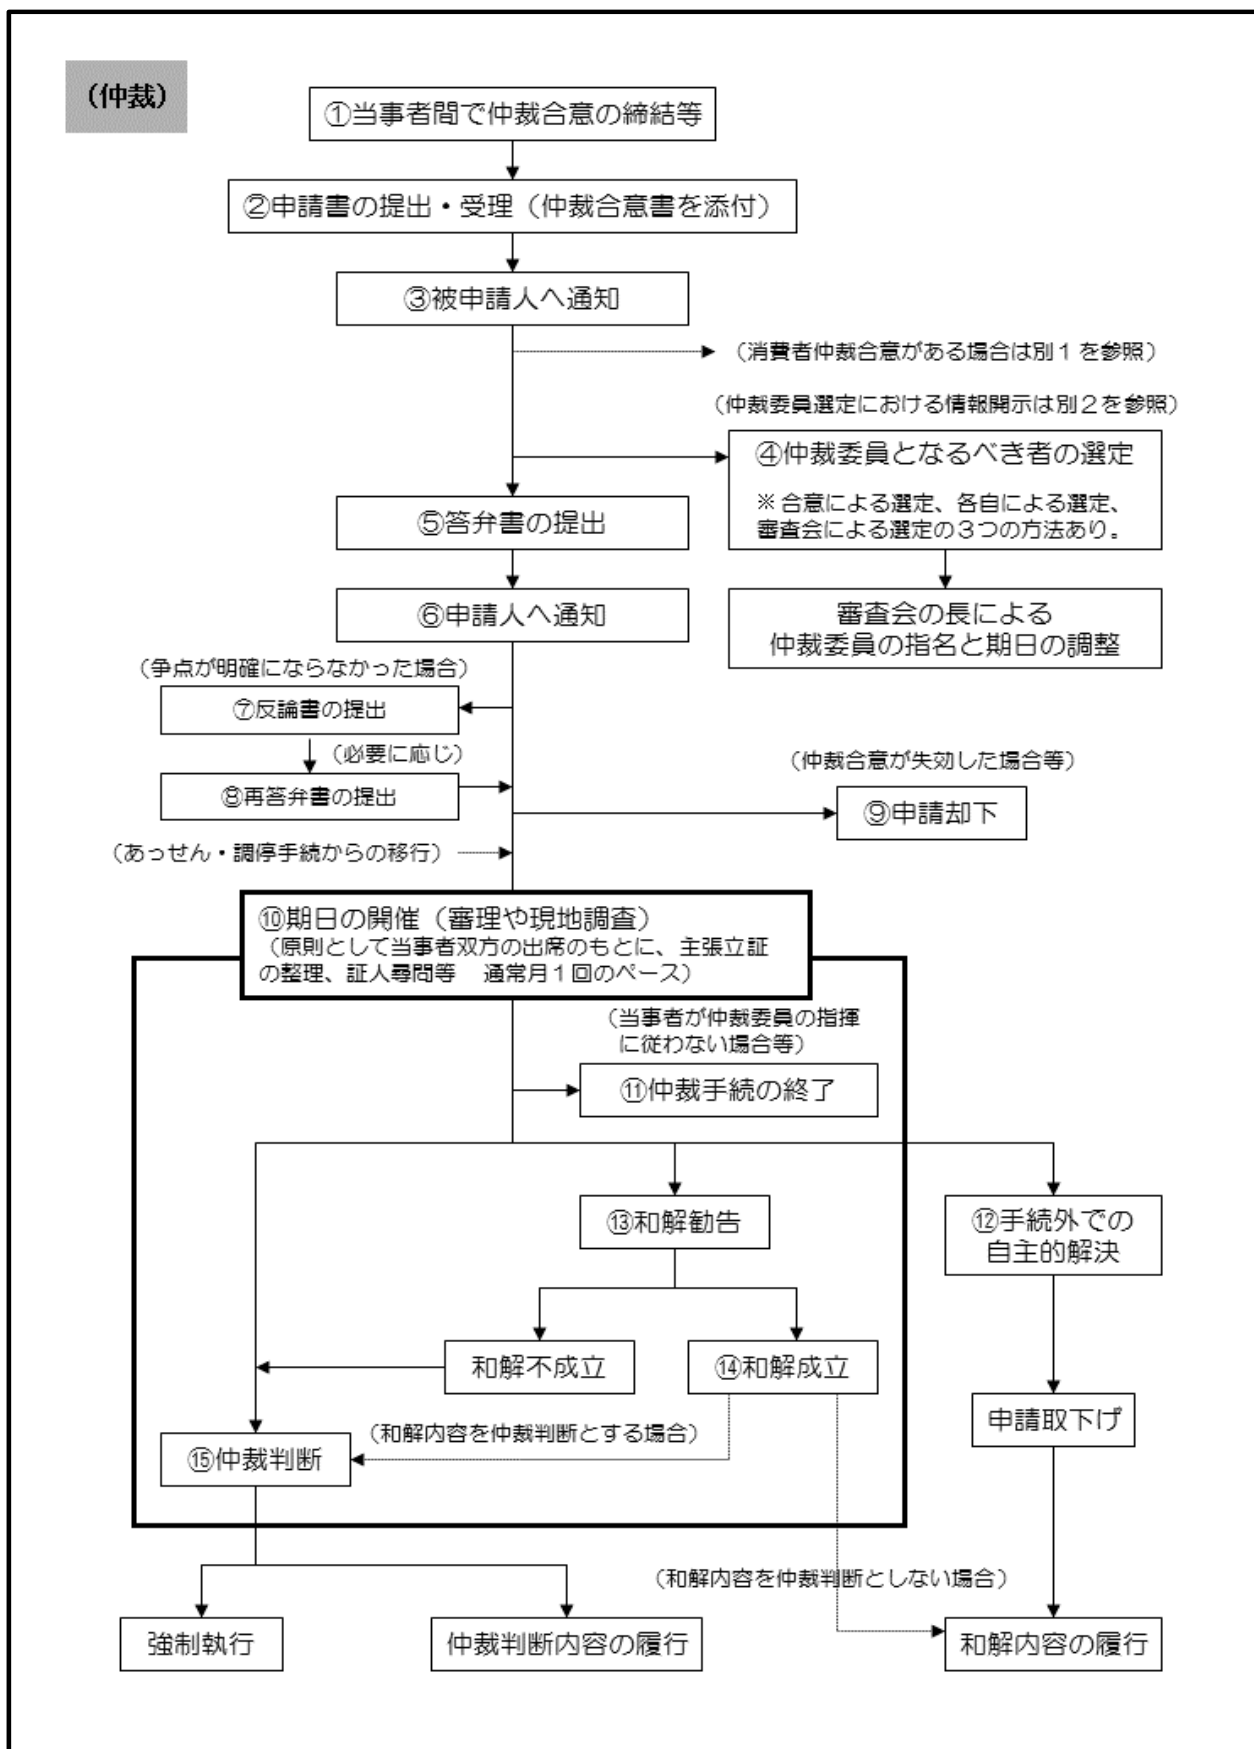 （仲裁）
①当事者間で仲裁合意の締結等
②申請書の提出・受理（仲裁合意書を添付）
③被申請人へ通知
（消費者仲裁合意がある場合は別１を参照）
（仲裁委員選定における情報開示は別２を参照）
④仲裁委員となるべき者の選定
※ 合意による選定、各自による選定、
審査会による選定の３つの方法あり。
⑤答弁書の提出
⑥申請人へ通知
審査会の長による
仲裁委員の指名と期日の調整
（争点が明確にならなかった場合）
⑦反論書の提出
（必要に応じ）
⑧再答弁書の提出
（仲裁合意が失効した場合等）
⑨申請却下
（あっせん・調停手続からの移行）
⑩期日の開催（審理や現地調査）
（原則として当事者双方の出席のもとに、主張立証
の整理、証人尋問等　通常月１回のペース）
（当事者が仲裁委員の指揮
に従わない場合等）
⑪仲裁手続の終了
⑬和解勧告
⑫手続外での
自主的解決
和解不成立
⑭和解成立
申請取下げ
（和解内容を仲裁判断とする場合）
⑮仲裁判断
（和解内容を仲裁判断としない場合）
強制執行
仲裁判断内容の履行
和解内容の履行